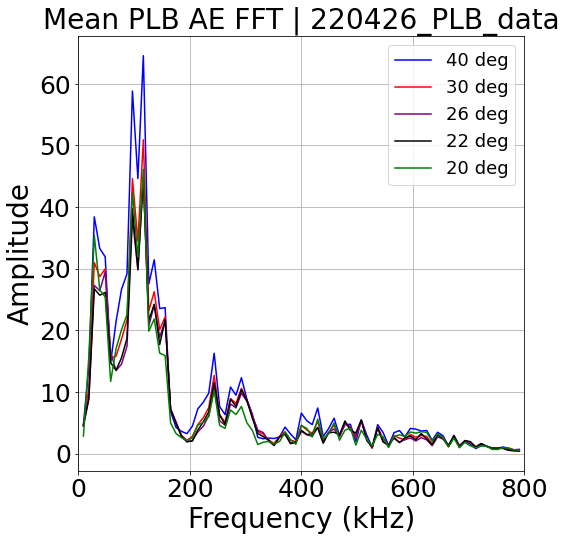 Mean PLB AE FFT | 220426_PLB_data
40 deg
30 deg
26 deg
22 deg
20 deg
Amplitude
60
50
40
30
20
10
0
0 200 400 600 800
Frequency (kHz)